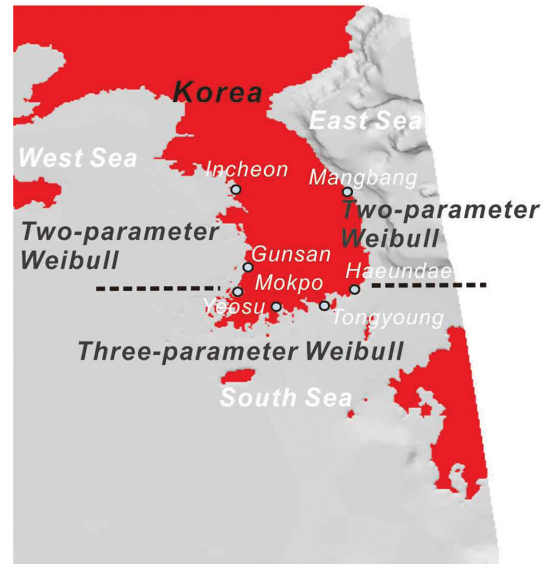 Korea
East Sea
West Sea
Incheon
Mangbang
Two-parameter
Weibull
Two-parameter
Weibull
Gunsan
Haeundae
Mokpo
Yeosu
Tongyoung
Three-parameter Weibull
South Sea